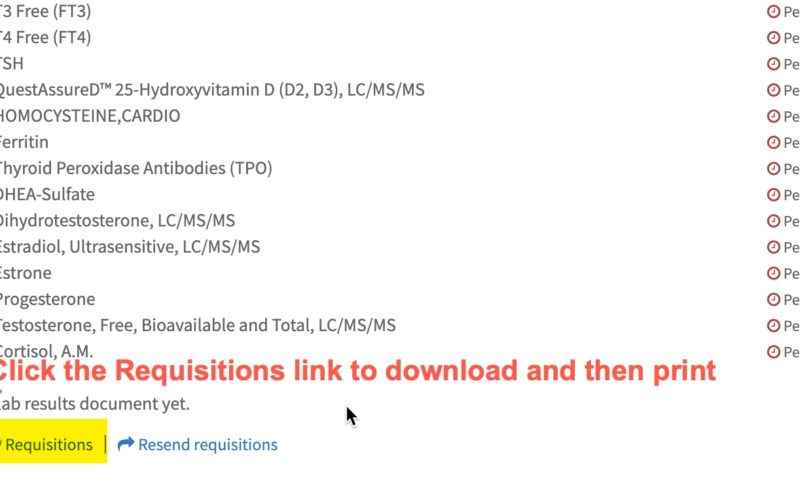 T3 Free (FT3) Pe
T4 Free (FT4) Pe
TSH Pe
QuestAssureD™ 25-Hydroxyvitamin D (D2, D3), LC/MS/MS Pe
HOMOCYSTEINE,CARDIO Pe
Ferritin Pe
Thyroid Peroxidase Antibodies (TPO) Pe
DHEA-Sulfate Pe
Dihydrotestosterone, LC/MS/MS Pe
Estradiol, Ultrasensitive, LC/MS/MS Pe
Estrone Pe
Progesterone Pe
Testosterone, Free, Bioavailable and Total, LC/MS/MS Pe
Cortisol, A.M. Pe
Click the Requisitions link to download and then print
Lab results document yet.
Requisitions | Resend requisitions